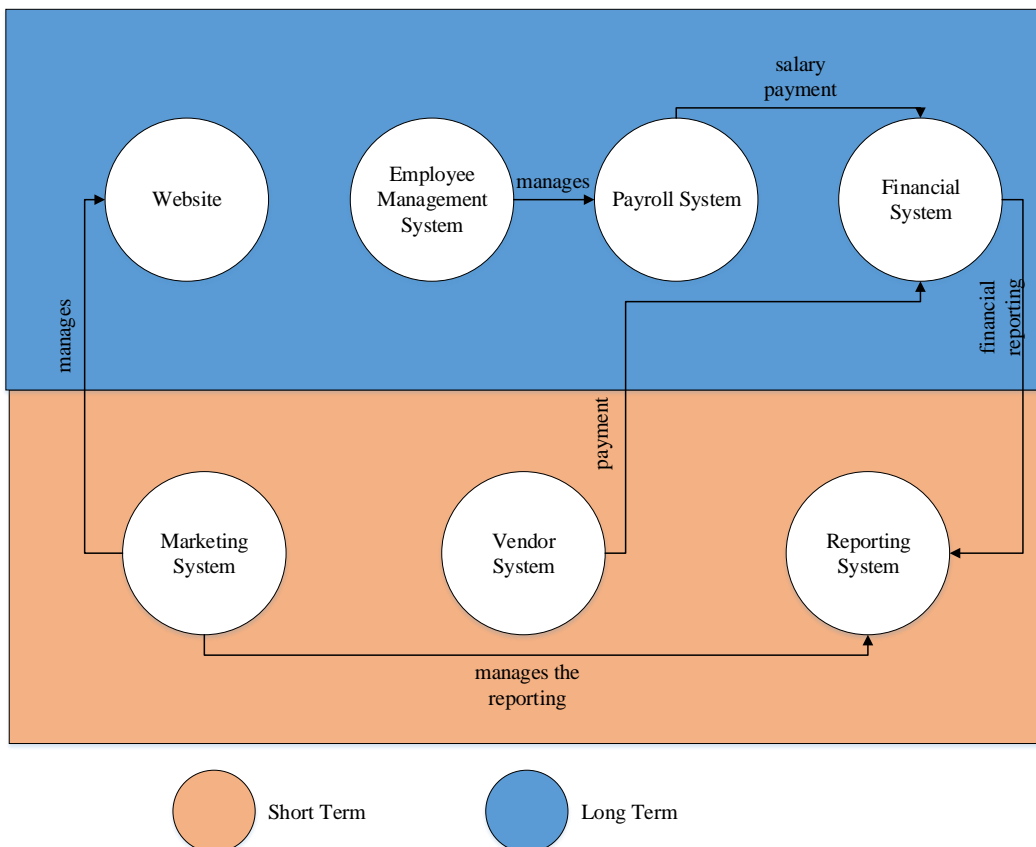 salary
payment
Website
Employee
Management
System
manages
Payroll System
Financial
System
manages
financial
reporting
payment
Marketing
System
Vendor
System
Reporting
System
manages the
reporting
Short Term
Long Term